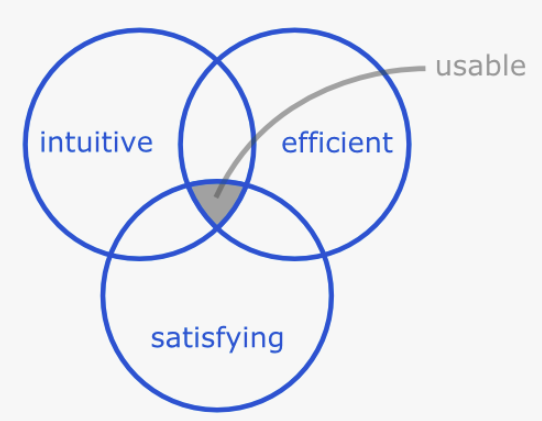 usable
intuitive
efficient
satisfying